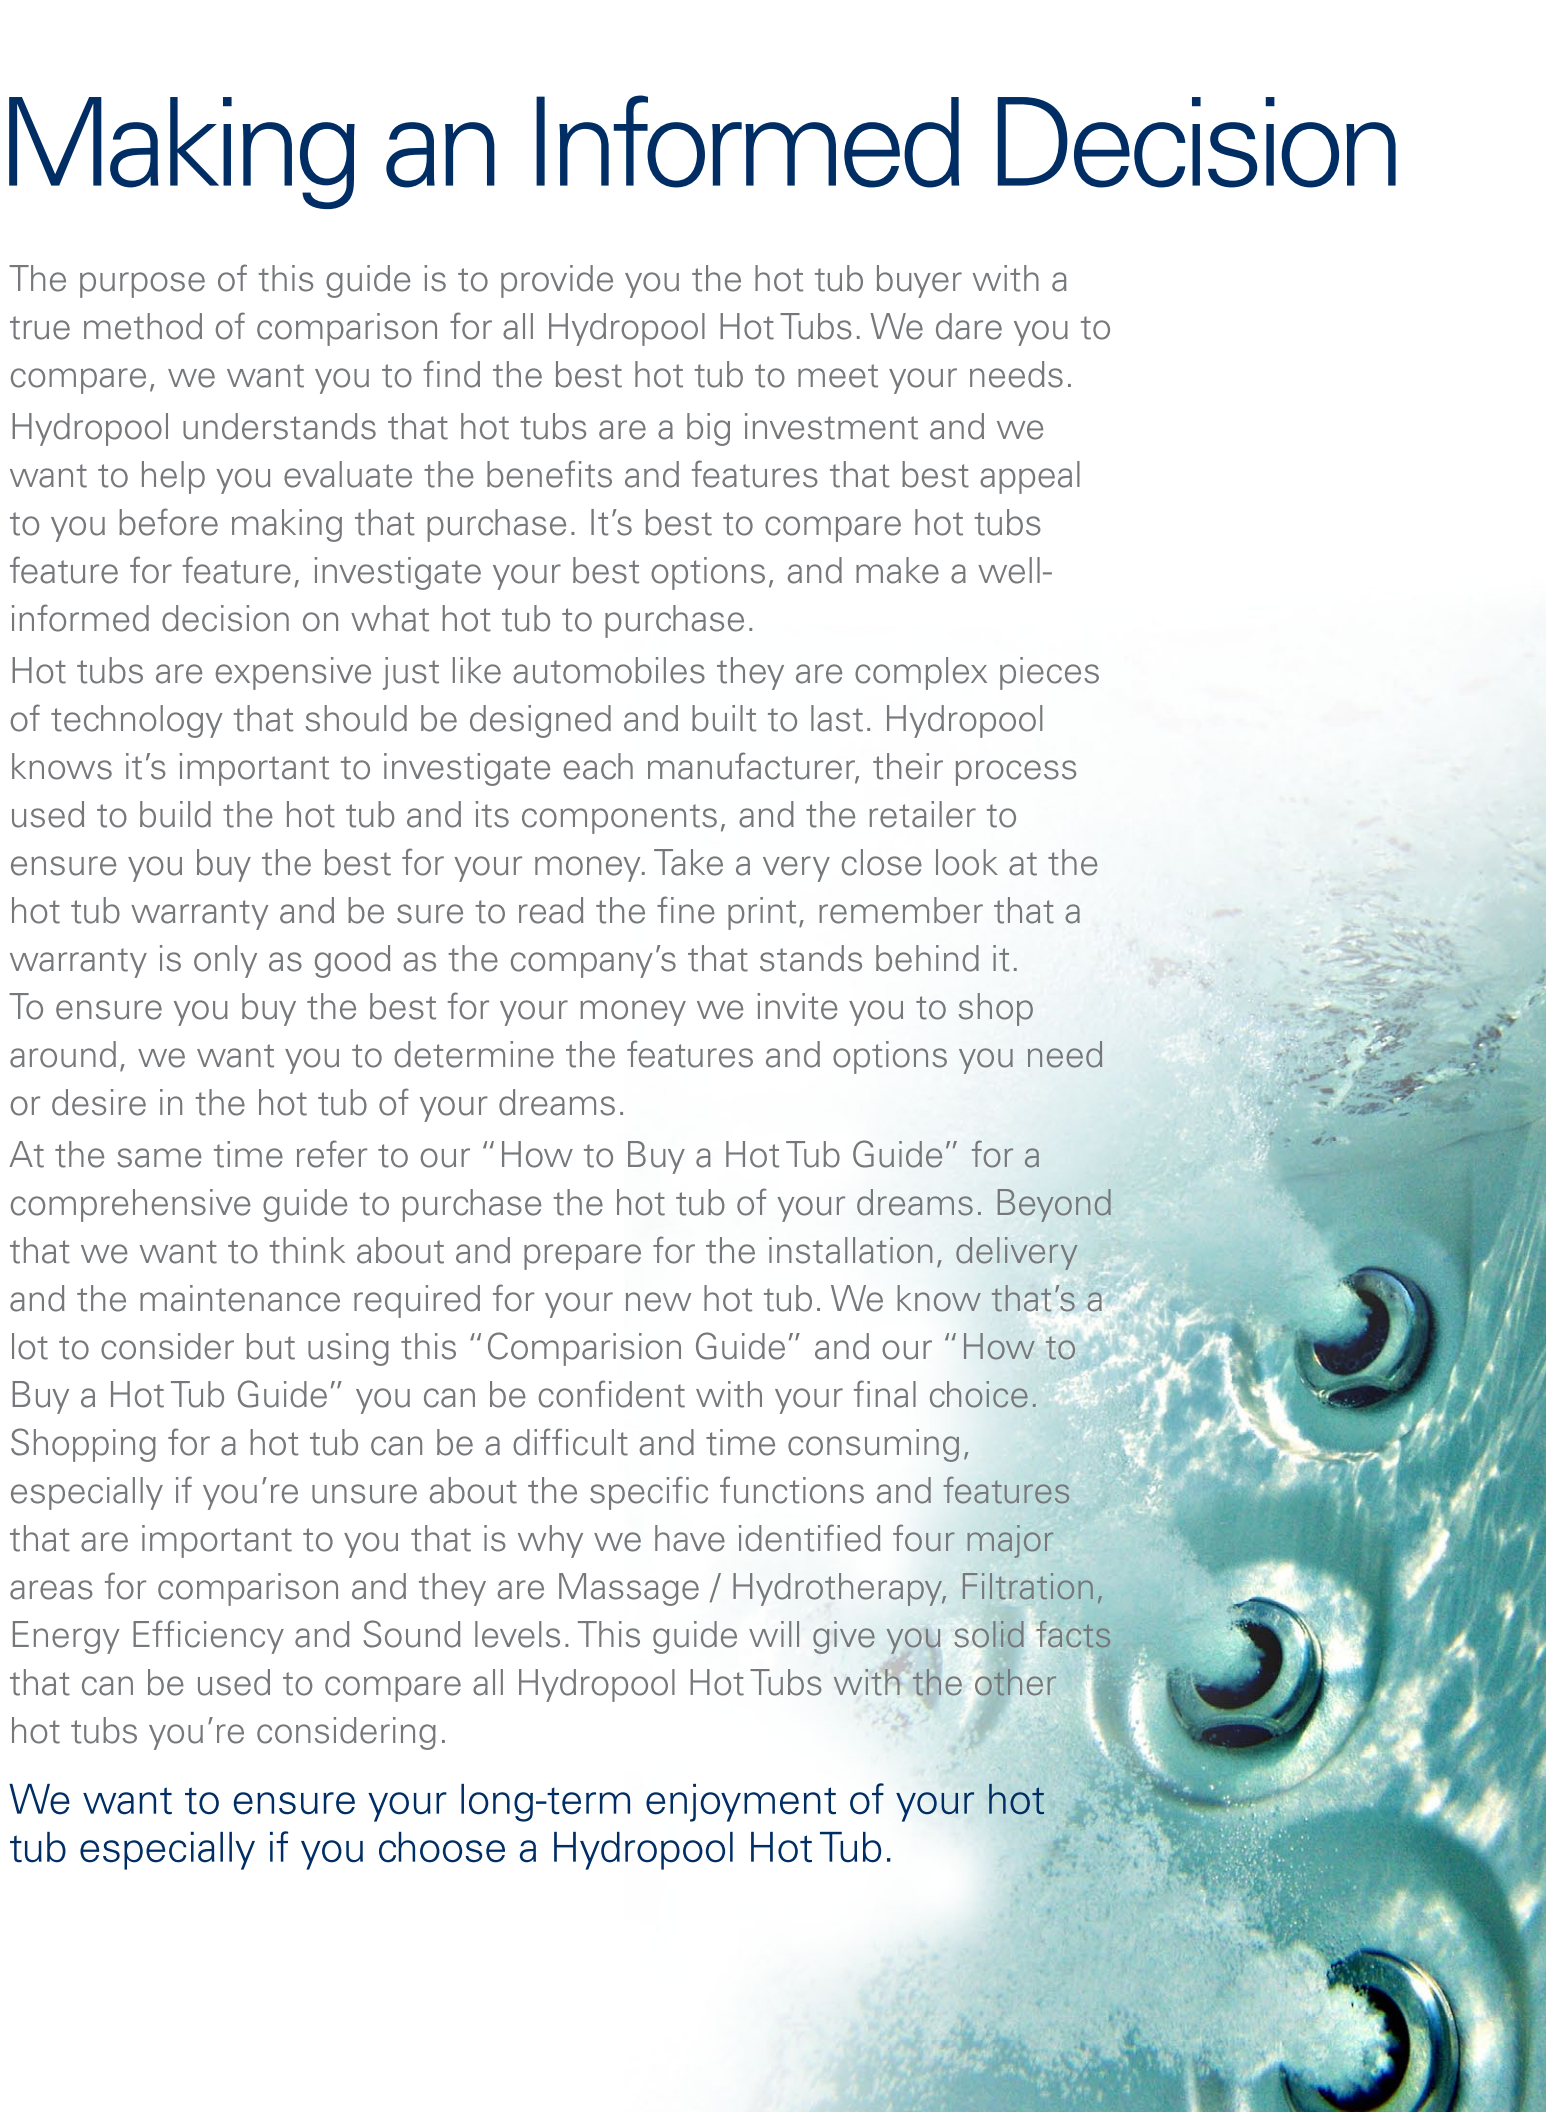 Making an Informed Decision
The purpose of this guide is to provide you the hot tub buyer with a
true method of comparison for all Hydropool Hot Tubs. We dare you to
compare, we want you to find the best hot tub to meet your needs.
Hydropool understands that hot tubs are a big investment and we
want to help you evaluate the benefits and features that best appeal
to you before making that purchase. It’s best to compare hot tubs
feature for feature, investigate your best options, and make a well-
informed decision on what hot tub to purchase.
Hot tubs are expensive just like automobiles they are complex pieces
of technology that should be designed and built to last. Hydropool
knows it’s important to investigate each manufacturer, their process
used to build the hot tub and its components, and the retailer to
ensure you buy the best for your money. Take a very close look at the
hot tub warranty and be sure to read the fine print, remember that a
warranty is only as good as the company’s that stands behind it.
To ensure you buy the best for your money we invite you to shop
around, we want you to determine the features and options you need
or desire in the hot tub of your dreams.
At the same time refer to our “How to Buy a Hot Tub Guide” for a
comprehensive guide to purchase the hot tub of your dreams. Beyond
that we want to think about and prepare for the installation, delivery
and the maintenance required for your new hot tub. We know that’s a
lot to consider but using this “Comparision Guide” and our “How to
Buy a Hot Tub Guide” you can be confident with your final choice.
Shopping for a hot tub can be a difficult and time consuming,
especially if you’re unsure about the specific functions and features
that are important to you that is why we have identified four major
areas for comparison and they are Massage / Hydrotherapy, Filtration,
Energy Efficiency and Sound levels. This guide will give you solid facts
that can be used to compare all Hydropool Hot Tubs with the other
hot tubs you’re considering.
We want to ensure your long-term enjoyment of your hot
tub especially if you choose a Hydropool Hot Tub.